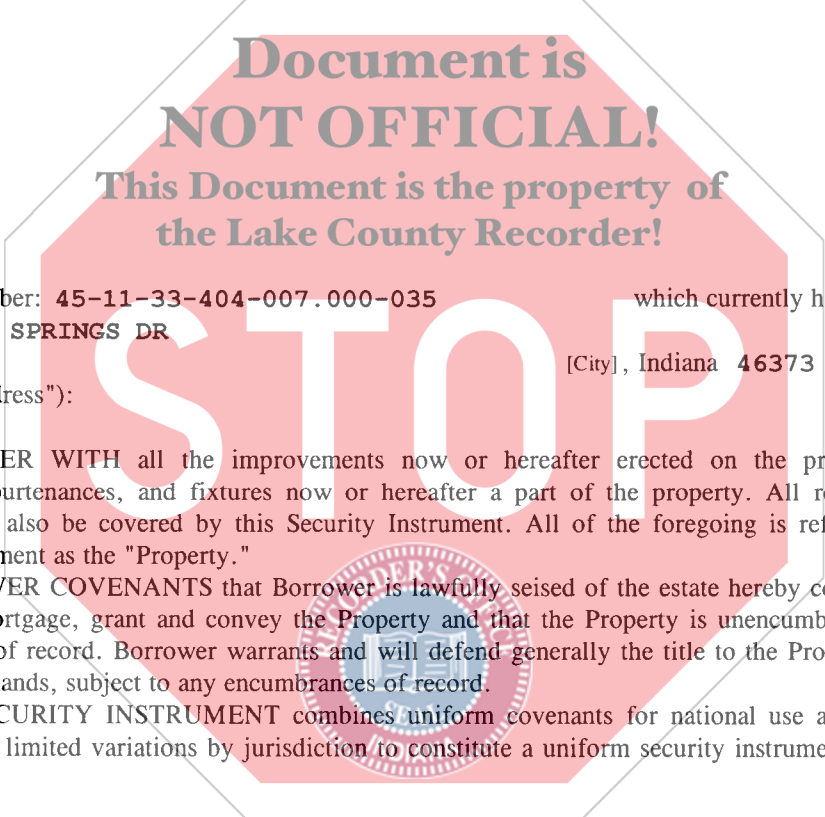 Document is
NOT OFFICIAL!
This Document is the property of
the Lake County Recorder!
ber: 45-11-33-404-007.000-035 which currently h
SPRINGS DR
[City], Indiana 46373
dress"):
STOP
ER WITH all the improvements now or hereafter erected on the pr
purtenances, and fixtures now or hereafter a part of the property. All r
also be covered by this Security Instrument. All of the foregoing is ref
ment as the "Property."
VER COVENANTS that Borrower is lawfully seised of the estate hereby co
ortgage, grant and convey the Property and that the Property is unencumb
of record. Borrower warrants and will defend generally the title to the Pro
ands, subject to any encumbrances of record.
CURITY INSTRUMENT combines uniform covenants for national use a
limited variations by jurisdiction to constitute a uniform security instrume
RECORDER'S OFFICE
SEAL
INDIANA